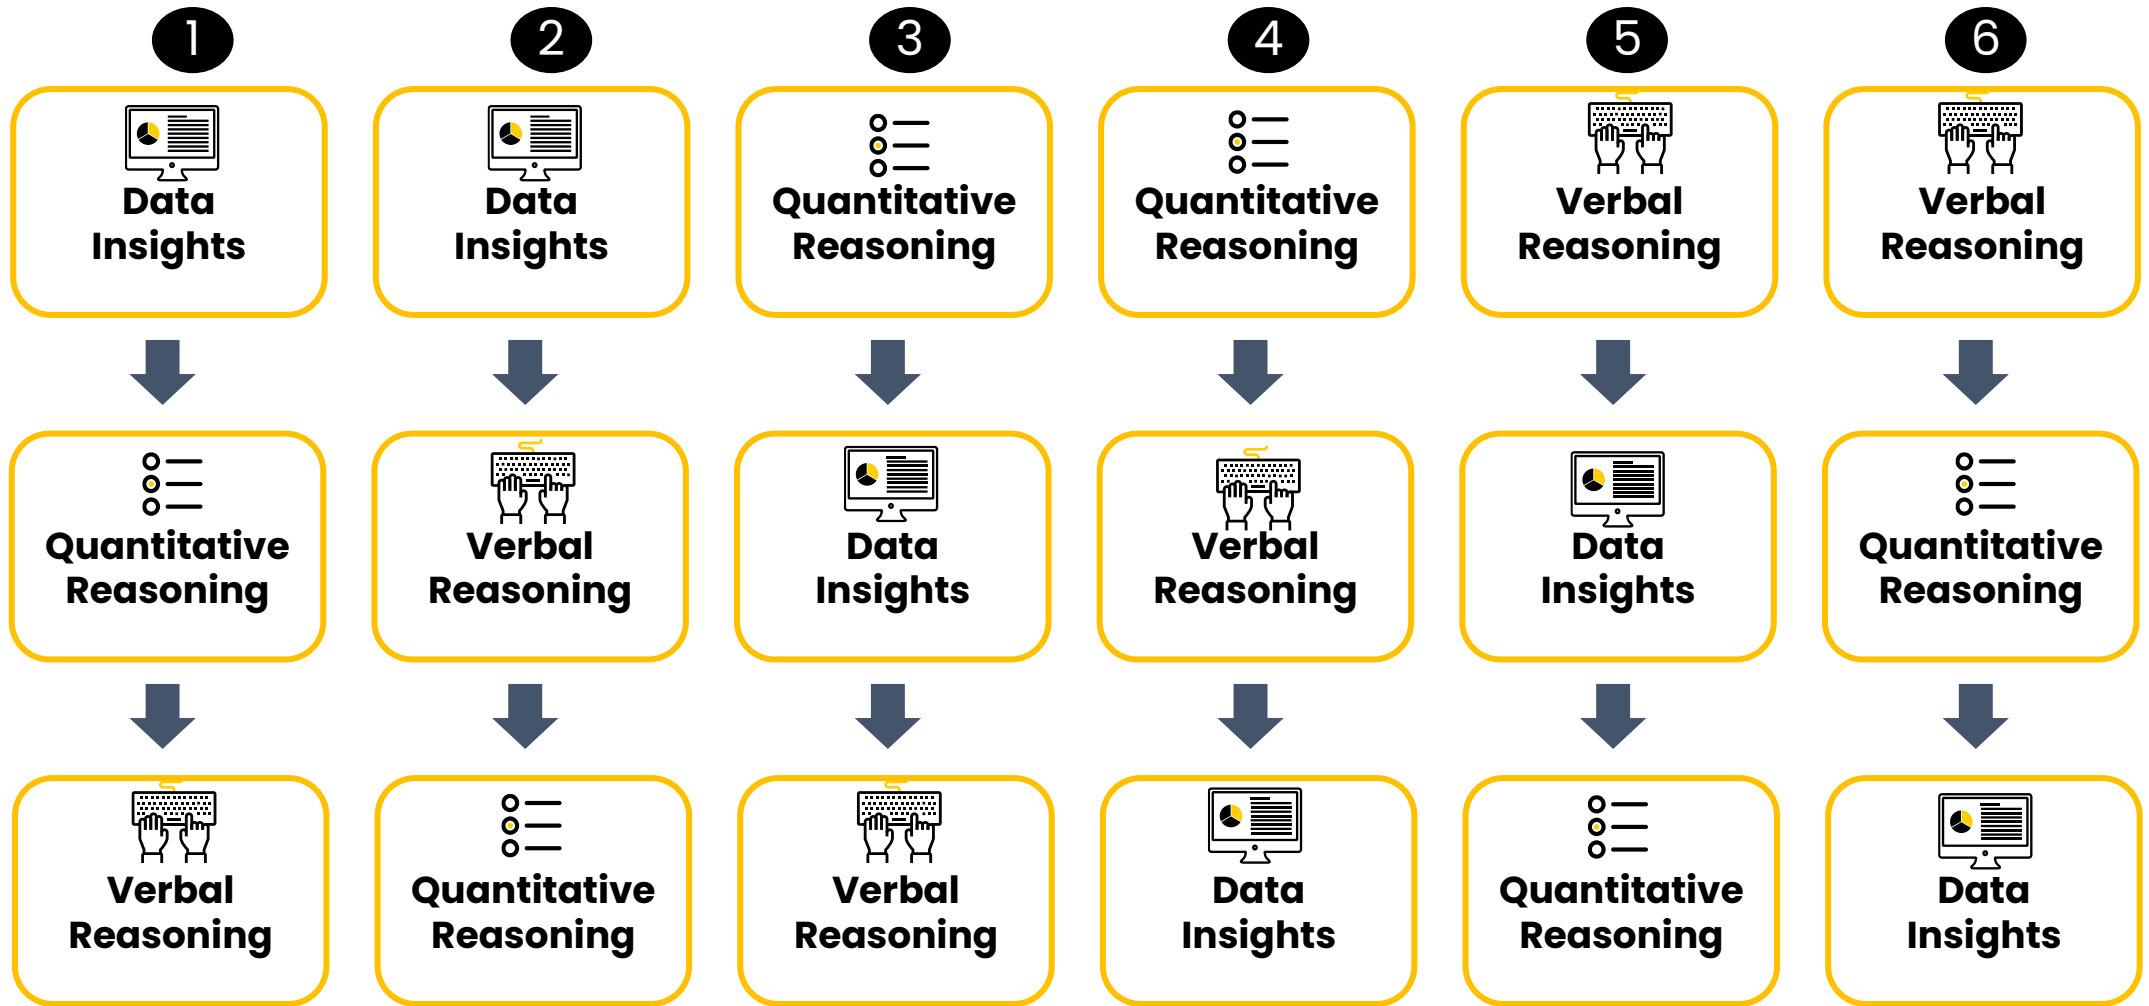 1
2
3
4
5
6
Data
Insights
Data
Insights
Quantitative
Reasoning
Quantitative
Reasoning
Verbal
Reasoning
Verbal
Reasoning
Quantitative
Reasoning
Verbal
Reasoning
Data
Insights
Verbal
Reasoning
Data
Insights
Quantitative
Reasoning
Verbal
Reasoning
Quantitative
Reasoning
Verbal
Reasoning
Data
Insights
Quantitative
Reasoning
Data
Insights